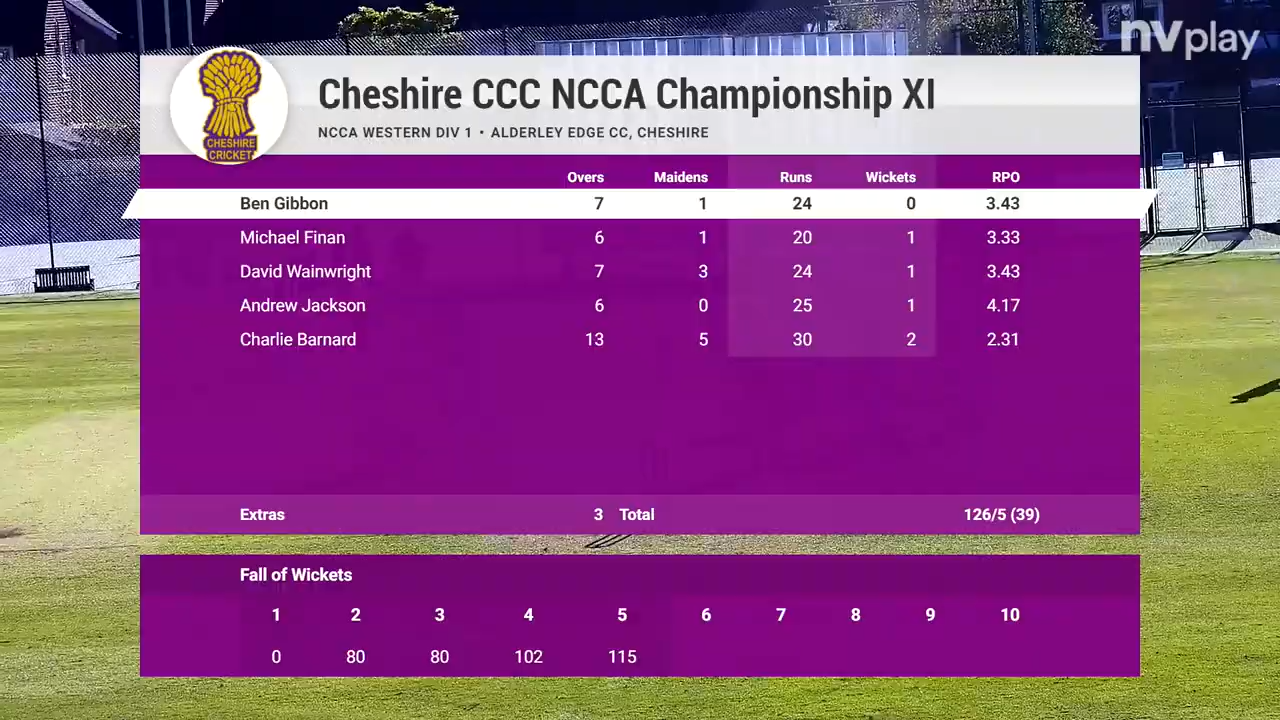 nvplay
Cheshire CCC NCCA Championship XI
NCCA WESTERN DIV 1 • ALDERLEY EDGE CC, CHESHIRE
CHESHIRE
CRICKET
Overs Maidens Runs Wickets RPO
Ben Gibbon 7 1 24 0 3.43
Michael Finan 6 1 20 1 3.33
David Wainwright 7 3 24 1 3.43
Andrew Jackson 6 0 25 1 4.17
Charlie Barnard 13 5 30 2 2.31
Extras 3 Total 126/5 (39)
Fall of Wickets
1 2 3 4 5 6 7 8 9 10
0 80 80 102 115